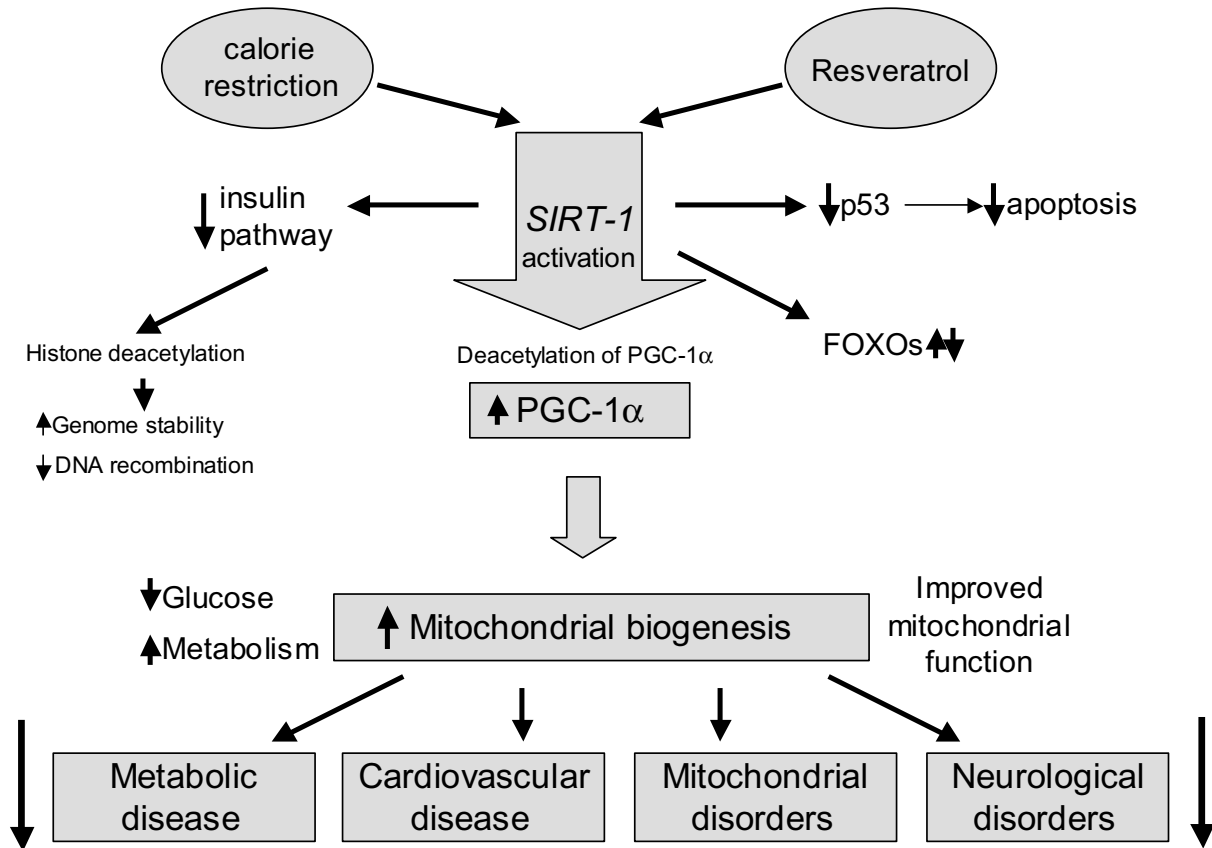 calorie
restriction
Resveratrol
insulin
pathway
SIRT-1
activation
p53
apoptosis
Histone deacetylation
Genome stability
DNA recombination
FOXOs
Deacetylation of PGC-1α
PGC-1α
Glucose
Metabolism
Mitochondrial biogenesis
Improved
mitochondrial
function
Metabolic
disease
Cardiovascular
disease
Mitochondrial
disorders
Neurological
disorders